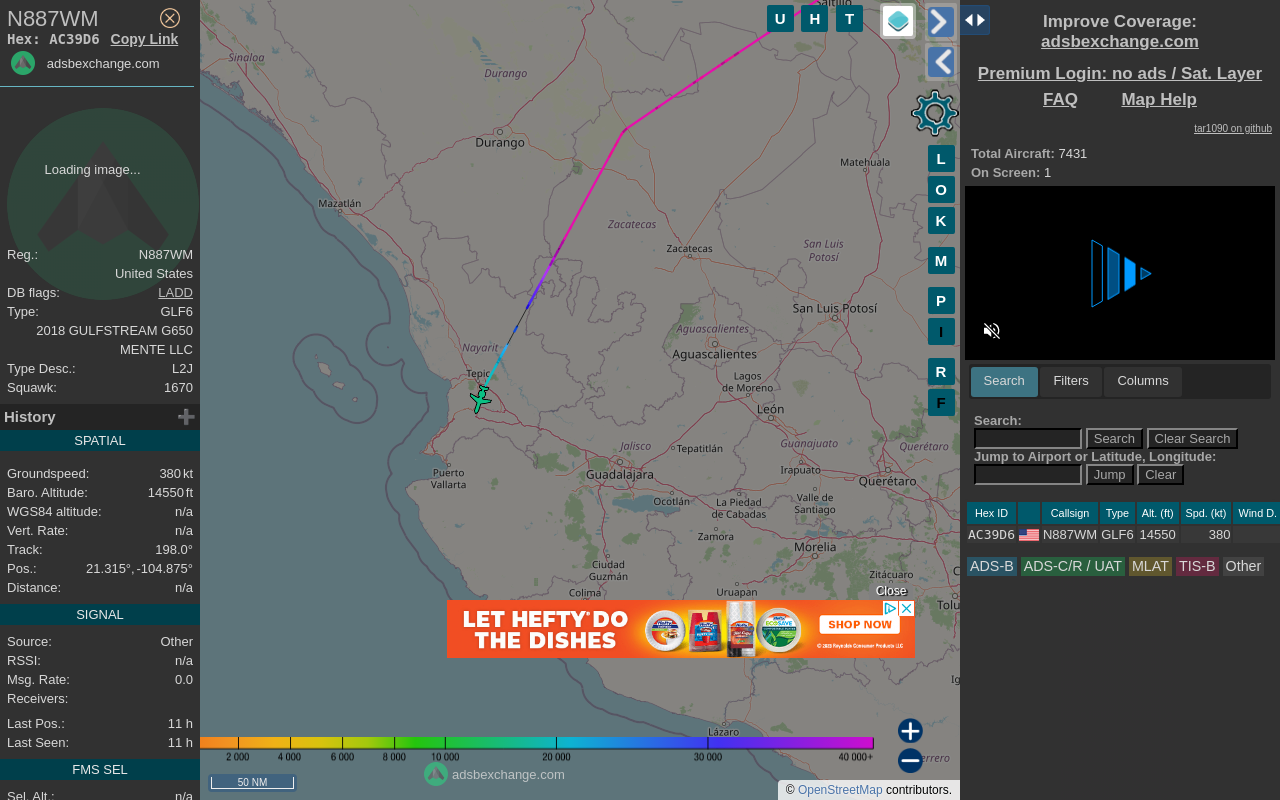 N887WM
Hex: AC39D6 Copy Link
adsbexchange.com
Loading image...
Reg.: N887WM
United States
DB flags: LADD
Type: GLF6
2018 GULFSTREAM G650
MENTE LLC
Type Desc.: L2J
Squawk: 1670
History
SPATIAL
Groundspeed: 380 kt
Baro. Altitude: 14550 ft
WGS84 altitude: n/a
Vert. Rate: n/a
Track: 198.0°
Pos.: 21.315°, -104.875°
Distance: n/a
SIGNAL
Source: Other
RSSI: n/a
Msg. Rate: 0.0
Receivers:
Last Pos.: 11 h
Last Seen: 11 h
FMS SEL
Sel. Alt.: n/a
Saltillo
Sinaloa
Durango
Durango
Matehuala
Mazatlán
Zacatecas
Zacatecas
San Luis
Potosí
San Luis Potosí
Aguascalientes
Aguascalientes
Nayarit
Tepic
Lagos
de Moreno
León
Jalisco
Tepatitlán
Guanajuato
Querétaro
Puerto
Vallarta
Guadalajara
Irapuato
Querétaro
Ocotlán
La Piedad
de Cabadas
Valle de
Santiago
Zamora
Morelia
Ciudad
Guzmán
Colima
Uruapan
Zitácuaro
Tolu
Lázaro
Ig
errero
U H T
L
O
K
M
P
I
R
F
Close
LET HEFTY DO
THE DISHES
SHOP NOW
2 000 4 000 6 000 8 000 10 000 20 000 30 000 40 000+
adsbexchange.com
50 NM
© OpenStreetMap contributors.
Improve Coverage:
adsbexchange.com
Premium Login: no ads / Sat. Layer
FAQ Map Help
tar1090 on github
Total Aircraft: 7431
On Screen: 1
Search Filters Columns
Search:
Search Clear Search
Jump to Airport or Latitude, Longitude:
Jump Clear
Hex ID Callsign Type Alt. (ft) Spd. (kt) Wind D.
AC39D6 N887WM GLF6 14550 380
ADS-B ADS-C/R / UAT MLAT TIS-B Other